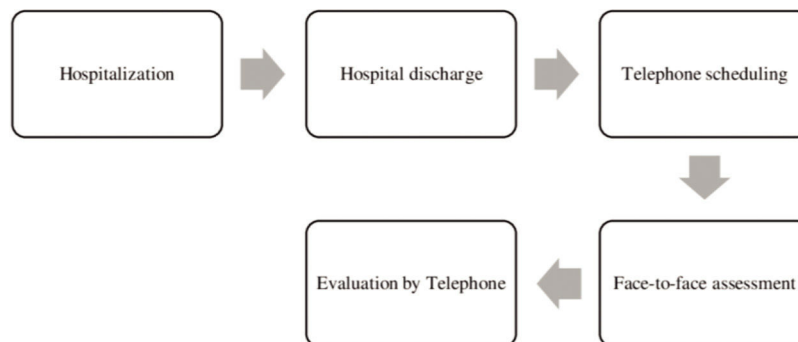 Hospitalization
Hospital discharge
Telephone scheduling
Face-to-face assessment
Evaluation by Telephone